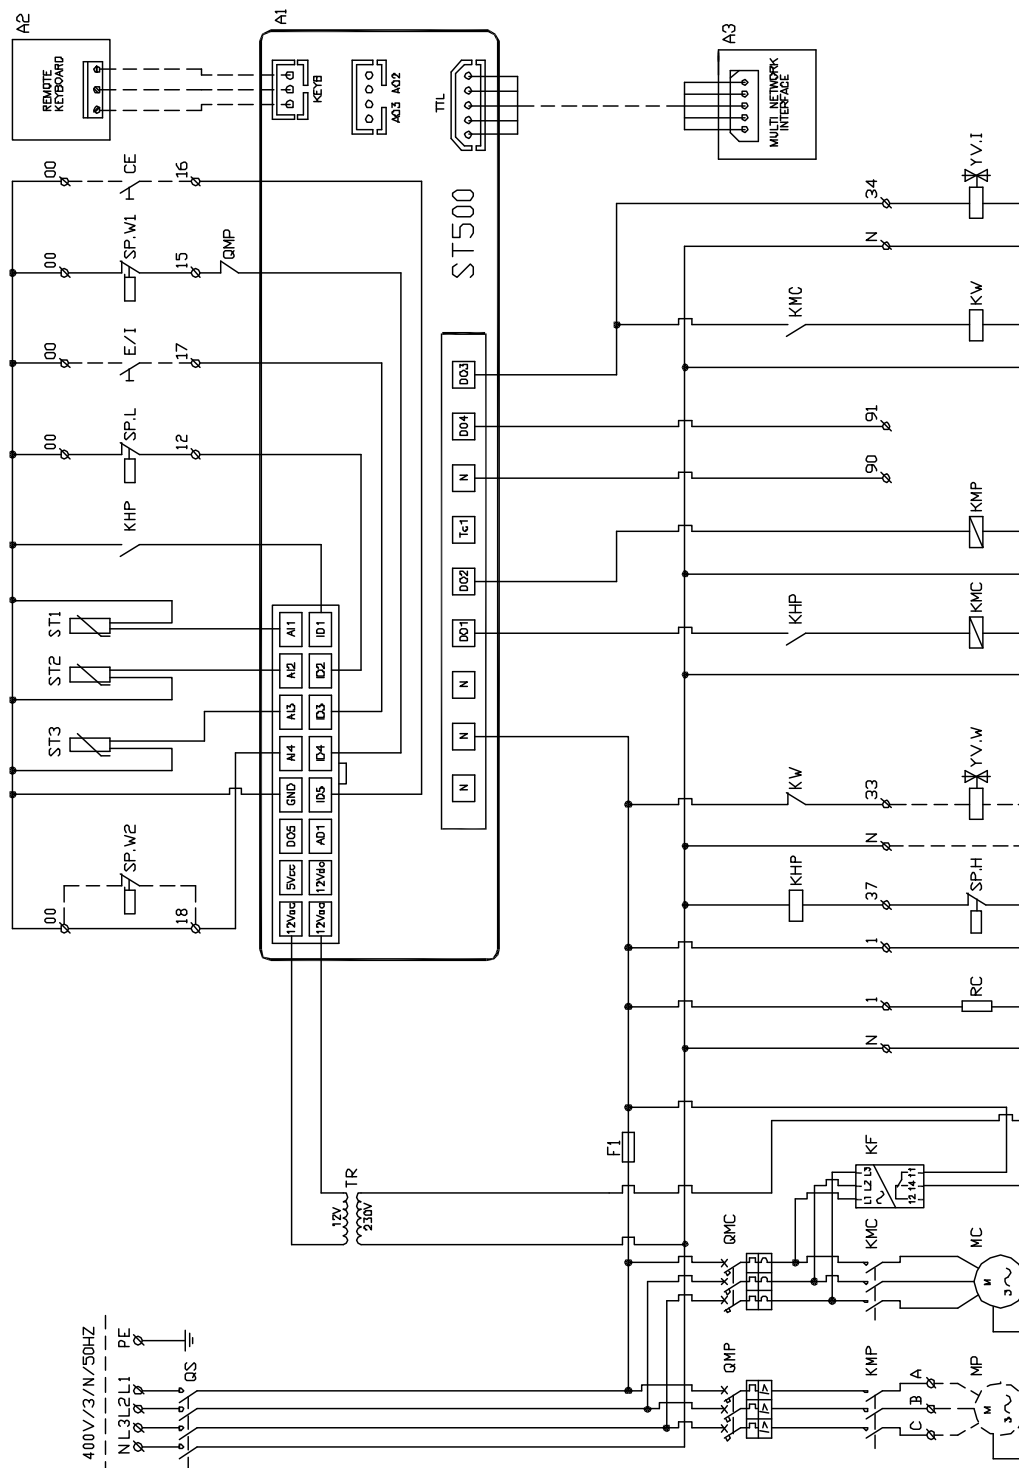 A2
REMOTE
KEYBOARD
A1
KEYB
AO3 AO2
TTL
A3
MULTI NETWORK
INTERFACE
ST500
00
CE
16
00
SP.W1
15
QMP
00
E/I
17
00
SP.L
12
KHP
ST1
ST2
ST3
00
SP.W2
18
AI1
AI2
AI3
AI4
GND
DO5
5Vcc
12Vac
ID1
ID2
ID3
ID4
ID5
AD1
12Vdc
12Vac
DO3
DO4
N
Tc1
DO2
DO1
N
N
N
34
YV.I
N
KMC
KW
91
90
KMP
KHP
KMC
KW
33
YV.W
N
KHP
37
SP.H
1
1
RC
N
F1
TR
12V
230V
KF
L1 L2 L3
12 14 11
QMC
KMC
MC
M
3
QMP
KMP
A
B
C
MP
M
3
400V/3/N/50HZ
N L3 L2 L1
PE
QS